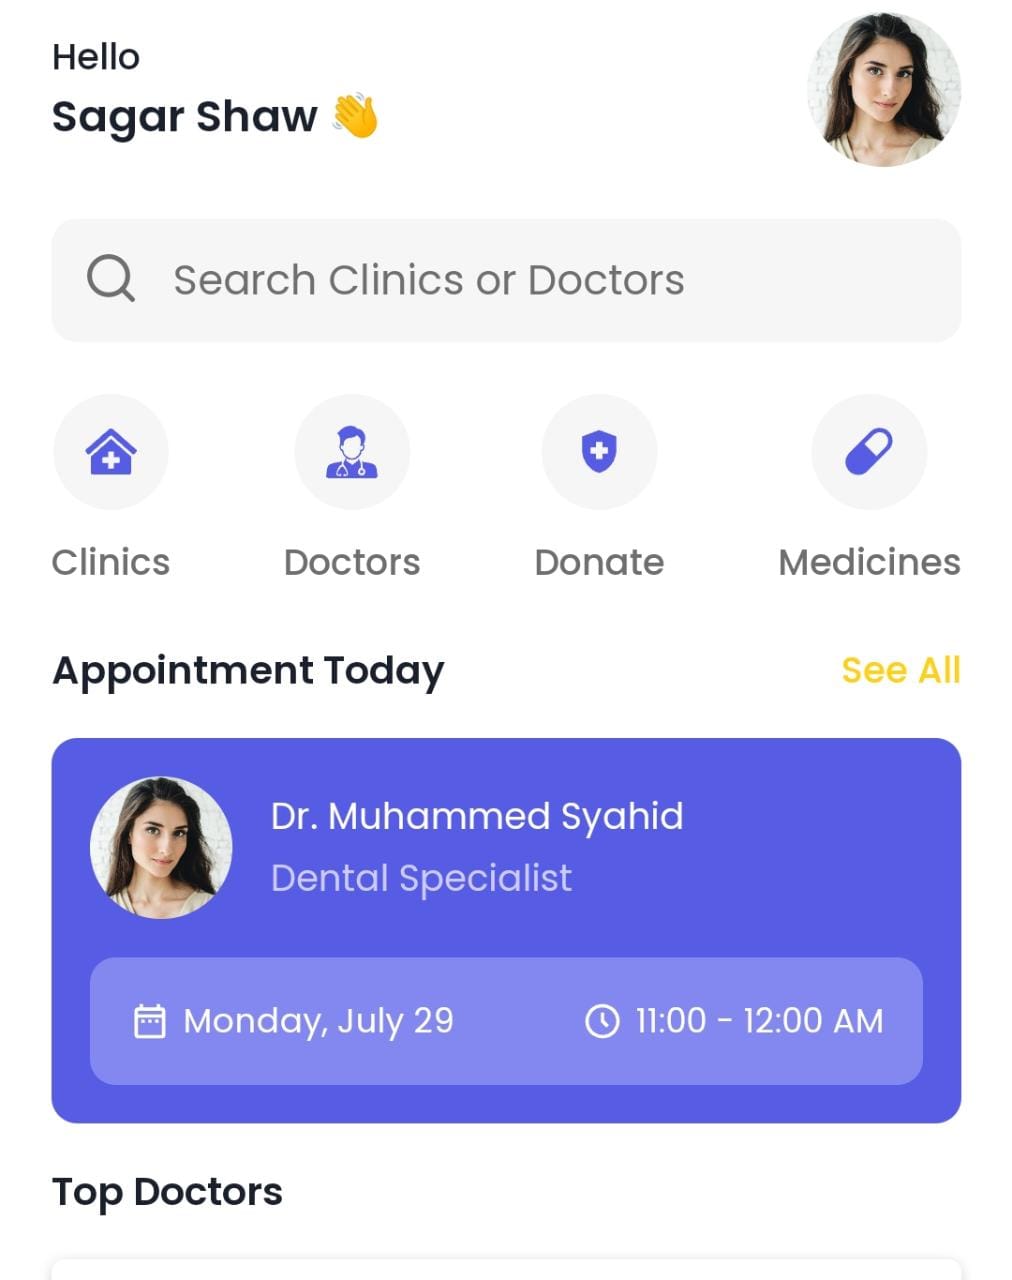 Hello
Sagar Shaw 👋
Search Clinics or Doctors
Clinics Doctors Donate Medicines
Appointment Today See All
Dr. Muhammed Syahid
Dental Specialist
Monday, July 29 11:00 - 12:00 AM
Top Doctors